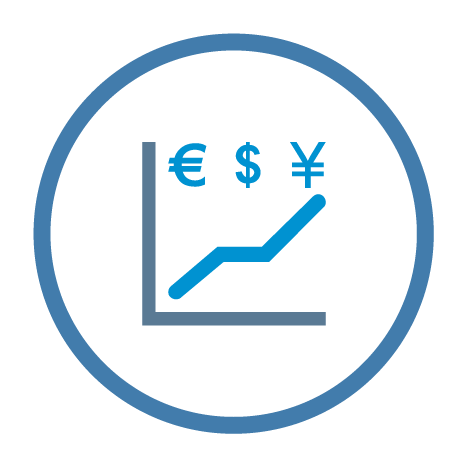 € $ ¥